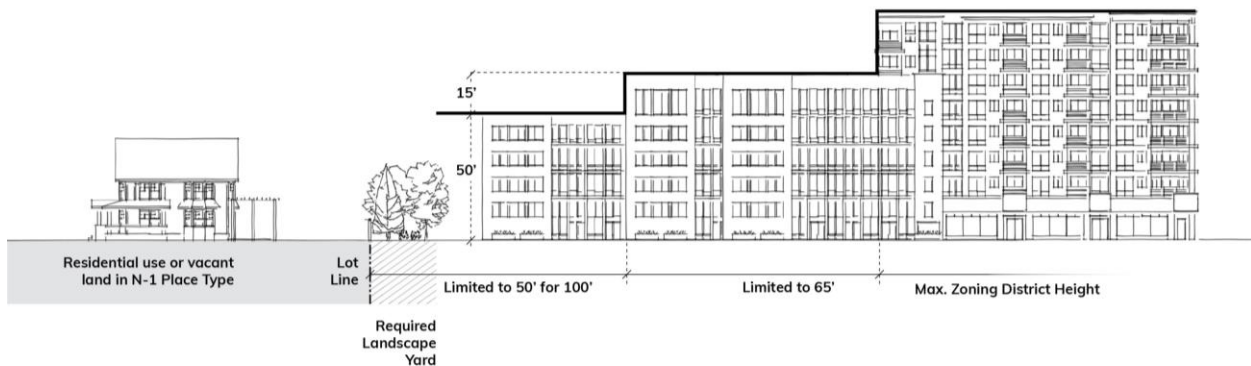 15'
50'
Residential use or vacant
land in N-1 Place Type
Lot
Line
Limited to 50' for 100'
Limited to 65'
Max. Zoning District Height
Required
Landscape
Yard